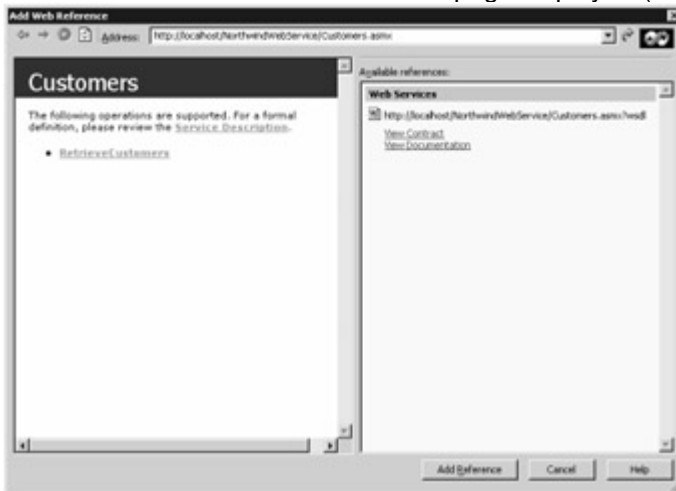 Add Web Reference
Address: http://localhost/NorthwindWebService/Customers.asmx
Customers
The following operations are supported. For a formal
definition, please review the Service Description.
RetrieveCustomers
Available references:
Web Services
http://localhost/NorthwindWebService/Customers.asmx?wsdl
View Contract
View Documentation
Add Reference
Cancel
Help